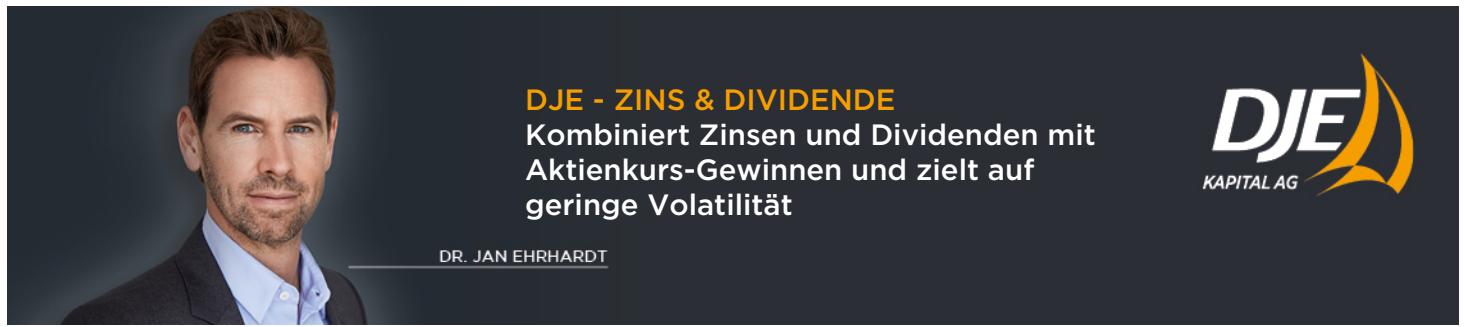 DJE - ZINS & DIVIDENDE
Kombiniert Zinsen und Dividenden mit
Aktienkurs-Gewinnen und zielt auf
geringe Volatilität
DR. JAN EHRHARDT
DJE
KAPITAL AG